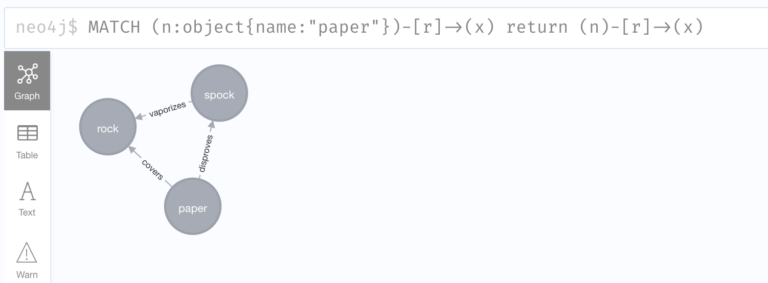 neo4j$ MATCH (n:object{name:"paper"})-[r]→(x) return (n)-[r]→(x)
Graph
Table
A
Text
Warn
spock
vaporizes
rock
disproves
covers
paper